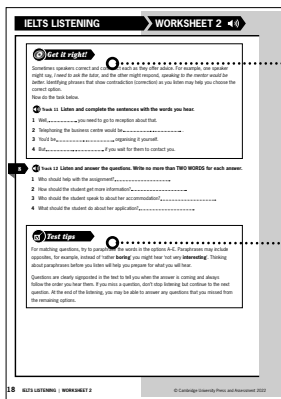 IELTS LISTENING
WORKSHEET 2
Get it right!
Sometimes speakers correct and contradict each as they offer advice. For example, one speaker
might say, I need to ask the tutor, and the other might respond, speaking to the mentor would be
better. Identifying phrases that show contradiction (correction) as you listen may help you choose the
correct option.
Now do the task below.
Track 11 Listen and complete the sentences with the words you hear.
1 Well, you need to go to reception about that.
2 Telephoning the business centre would be
3 You'd be , organising it yourself.
4 But, if you wait for them to contact you.
8 Track 12 Listen and answer the questions. Write no more than TWO WORDS for each answer.
1 Who should help with the assignment?
2 How should the student get more information?
3 Who should the student speak to about her accommodation?
4 What should the student do about her application?
Test tips
For matching questions, try to paraphrase the words in the options A–E. Paraphrases may include
opposites, for example, instead of 'rather boring' you might hear 'not very interesting'. Thinking
about paraphrases before you listen will help you prepare for what you will hear.
Questions are clearly signposted in the text to tell you when the answer is coming and always
follow the order you hear them. If you miss a question, don't stop listening but continue to the next
question. At the end of the listening, you may be able to answer any questions that you missed from
the remaining options.
18 IELTS LISTENING | WORKSHEET 2
© Cambridge University Press and Assessment 2022